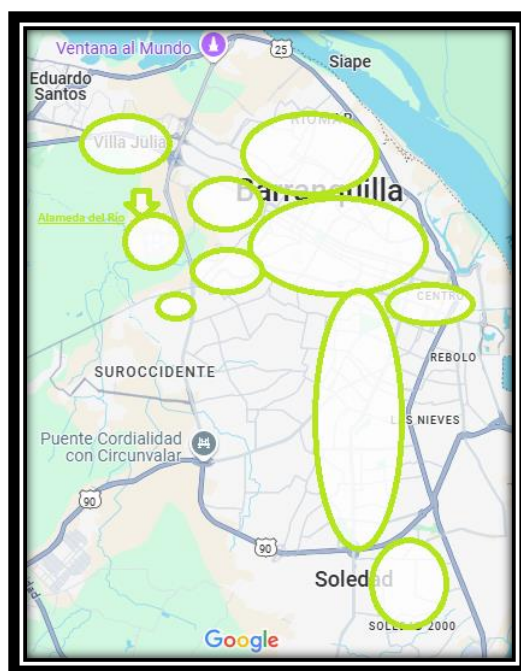 Ventana al Mundo
25
Siape
Eduardo
Santos
RIOMAR
Villa Julia
Barranquilla
Alameda del Río
CENTRO
REBOLO
SUROCCIDENTE
LAS NIEVES
Puente Cordialidad
con Circunvalar
90
90
Soledad
SOLEDAD 2000
Google